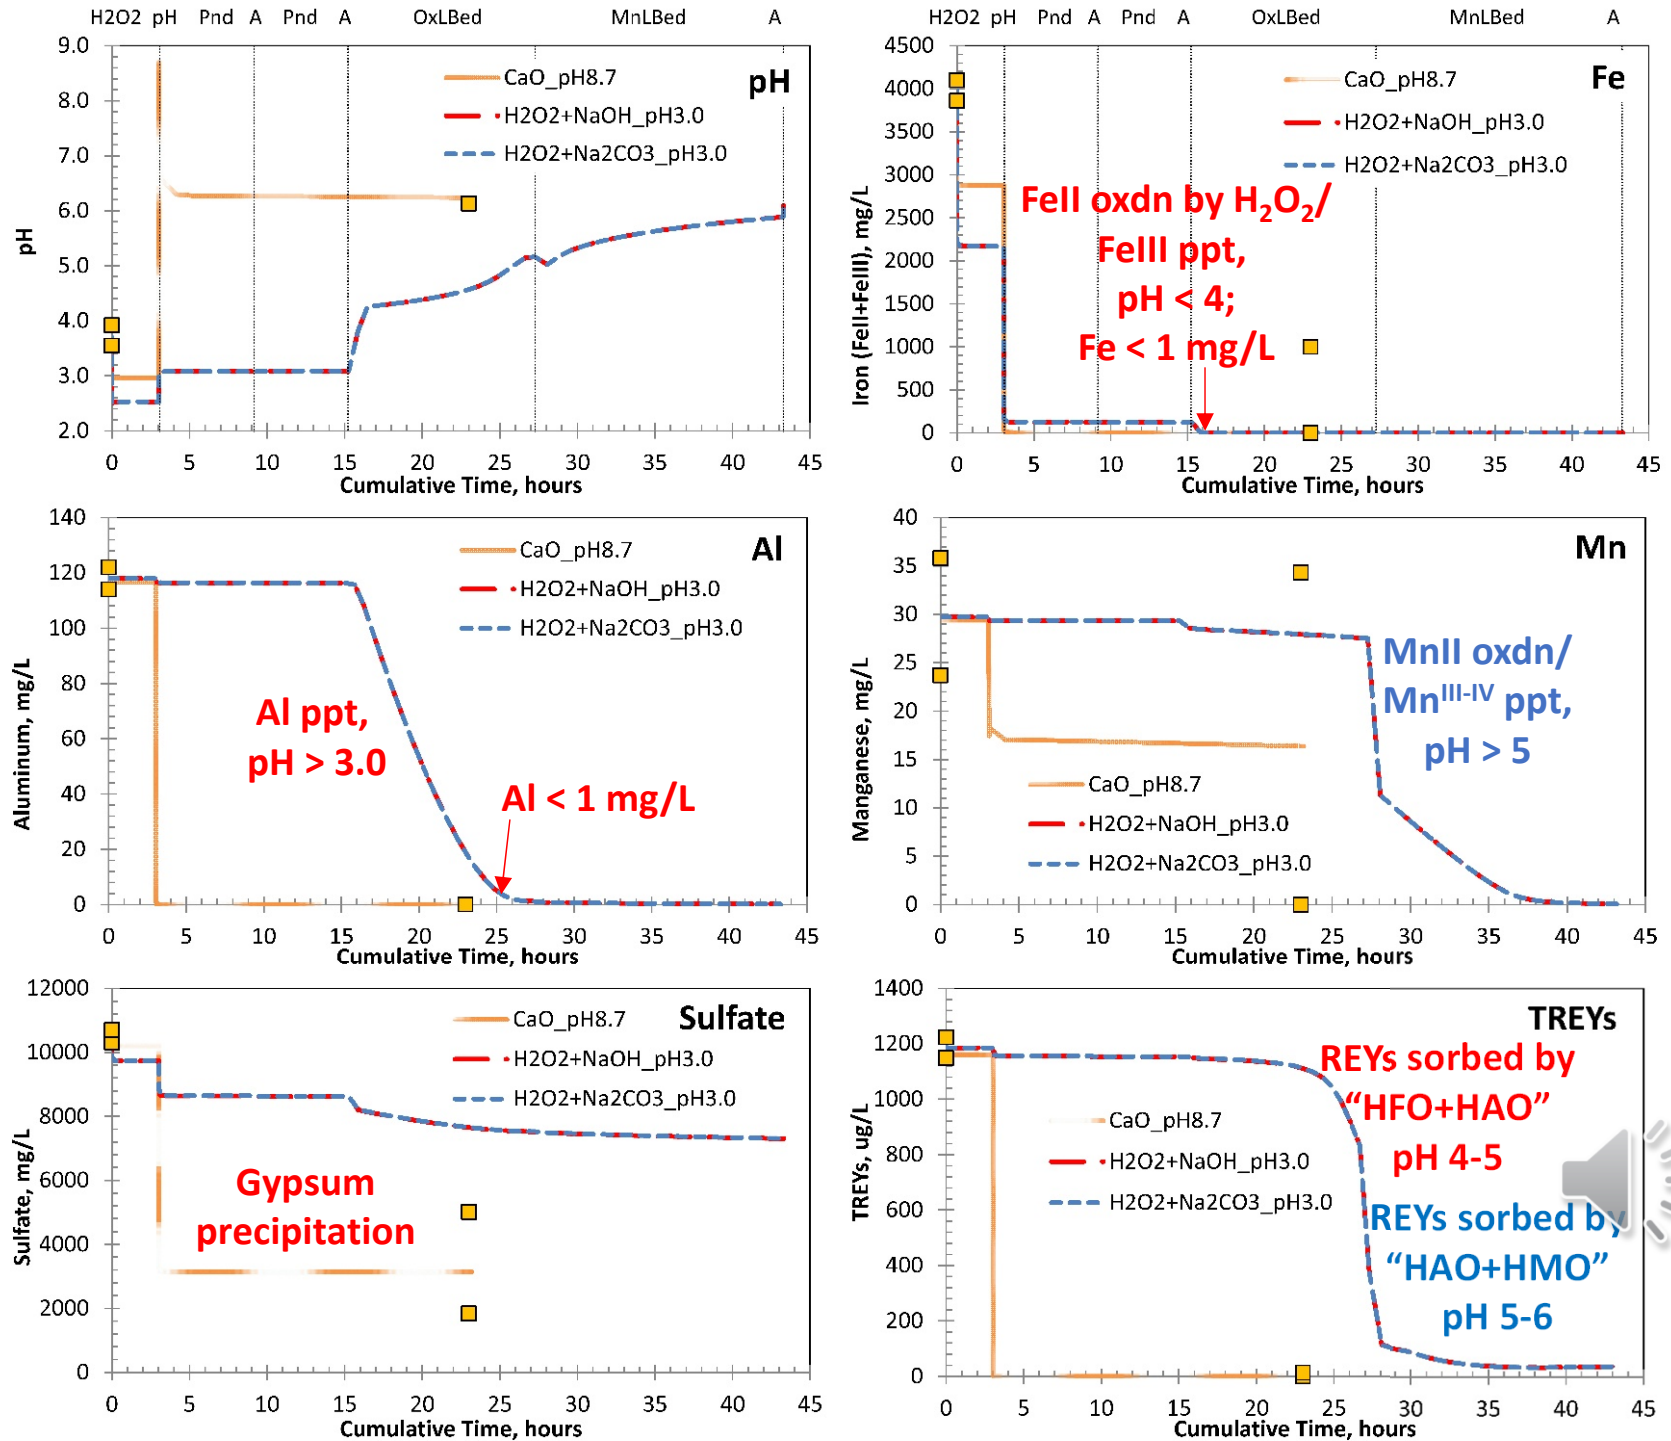 H2O2 pH Pnd A Pnd A OxLBed MnLBed A
9.0
8.0
7.0
6.0
5.0
4.0
3.0
2.0
pH
CaO_pH8.7
H2O2+NaOH_pH3.0
H2O2+Na2CO3_pH3.0
pH
0 5 10 15 20 25 30 35 40 45
Cumulative Time, hours
H2O2 pH Pnd A Pnd A OxLBed MnLBed A
4500
4000
3500
3000
2500
2000
1500
1000
500
0
Iron (FeII+FeIII), mg/L
CaO_pH8.7
H2O2+NaOH_pH3.0
H2O2+Na2CO3_pH3.0
Fe
FeII oxdn by H₂O₂/
FeIII ppt,
pH < 4;
Fe < 1 mg/L
0 5 10 15 20 25 30 35 40 45
Cumulative Time, hours
140
120
100
80
60
40
20
0
Aluminum, mg/L
CaO_pH8.7
H2O2+NaOH_pH3.0
H2O2+Na2CO3_pH3.0
Al
Al ppt,
pH > 3.0
Al < 1 mg/L
0 5 10 15 20 25 30 35 40 45
Cumulative Time, hours
40
35
30
25
20
15
10
5
0
Manganese, mg/L
Mn
MnII oxdn/
Mnᴵᴵᴵ⁻ᴵⱽ ppt,
pH > 5
CaO_pH8.7
H2O2+NaOH_pH3.0
H2O2+Na2CO3_pH3.0
0 5 10 15 20 25 30 35 40 45
Cumulative Time, hours
12000
10000
8000
6000
4000
2000
0
Sulfate, mg/L
CaO_pH8.7
H2O2+NaOH_pH3.0
H2O2+Na2CO3_pH3.0
Sulfate
Gypsum
precipitation
0 5 10 15 20 25 30 35 40 45
Cumulative Time, hours
1400
1200
1000
800
600
400
200
0
TREYs, ug/L
TREYs
REYs sorbed by
“HFO+HAO”
pH 4-5
CaO_pH8.7
H2O2+NaOH_pH3.0
H2O2+Na2CO3_pH3.0
REYs sorbed by
“HAO+HMO”
pH 5-6
0 5 10 15 20 25 30 35 40 45
Cumulative Time, hours